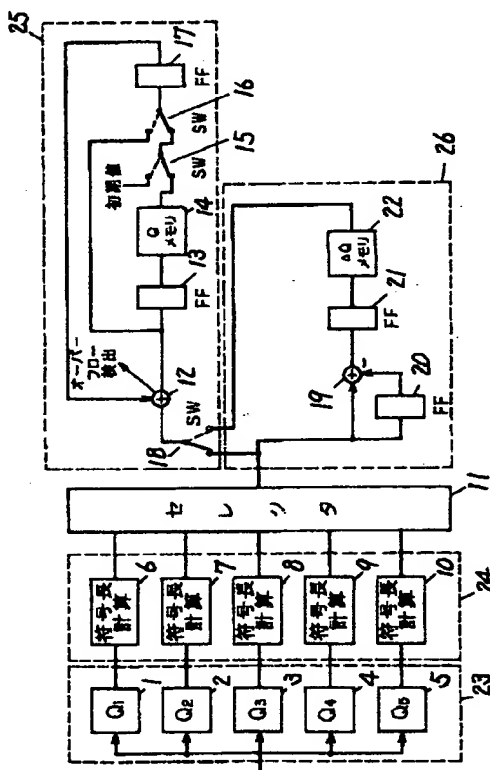 25
17
FF
16
SW
15
SW
初期値
14
Q
メモリ
13
FF
オーバー
フロー
検出
12
SW
18
26
22
ΔQ
メモリ
21
FF
19
-
20
FF
11
セレクタ
6
符号長
計算
7
符号長
計算
8
符号長
計算
9
符号長
計算
10
符号長
計算
24
Q1
1
Q2
2
Q3
3
Q4
4
Q5
5
23